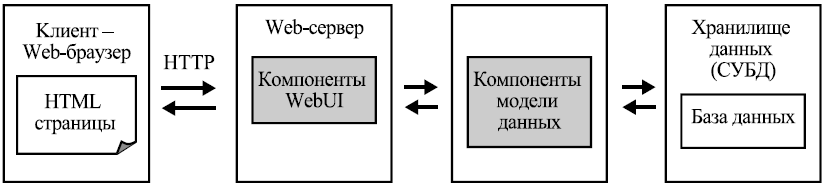 Клиент –
Web-браузер
HTML
страницы
HTTP
Web-сервер
Компоненты
WebUI
Компоненты
модели
данных
Хранилище
данных
(СУБД)
База данных